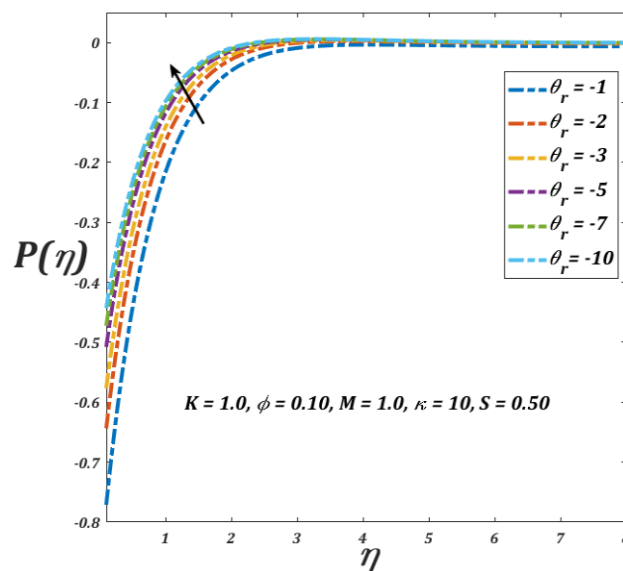 0
-0.1
-0.2
-0.3
-0.4
-0.5
-0.6
-0.7
-0.8
P(η)
θr = -1
θr = -2
θr = -3
θr = -5
θr = -7
θr = -10
K = 1.0, ϕ = 0.10, M = 1.0, κ = 10, S = 0.50
1 2 3 4 5 6 7
η